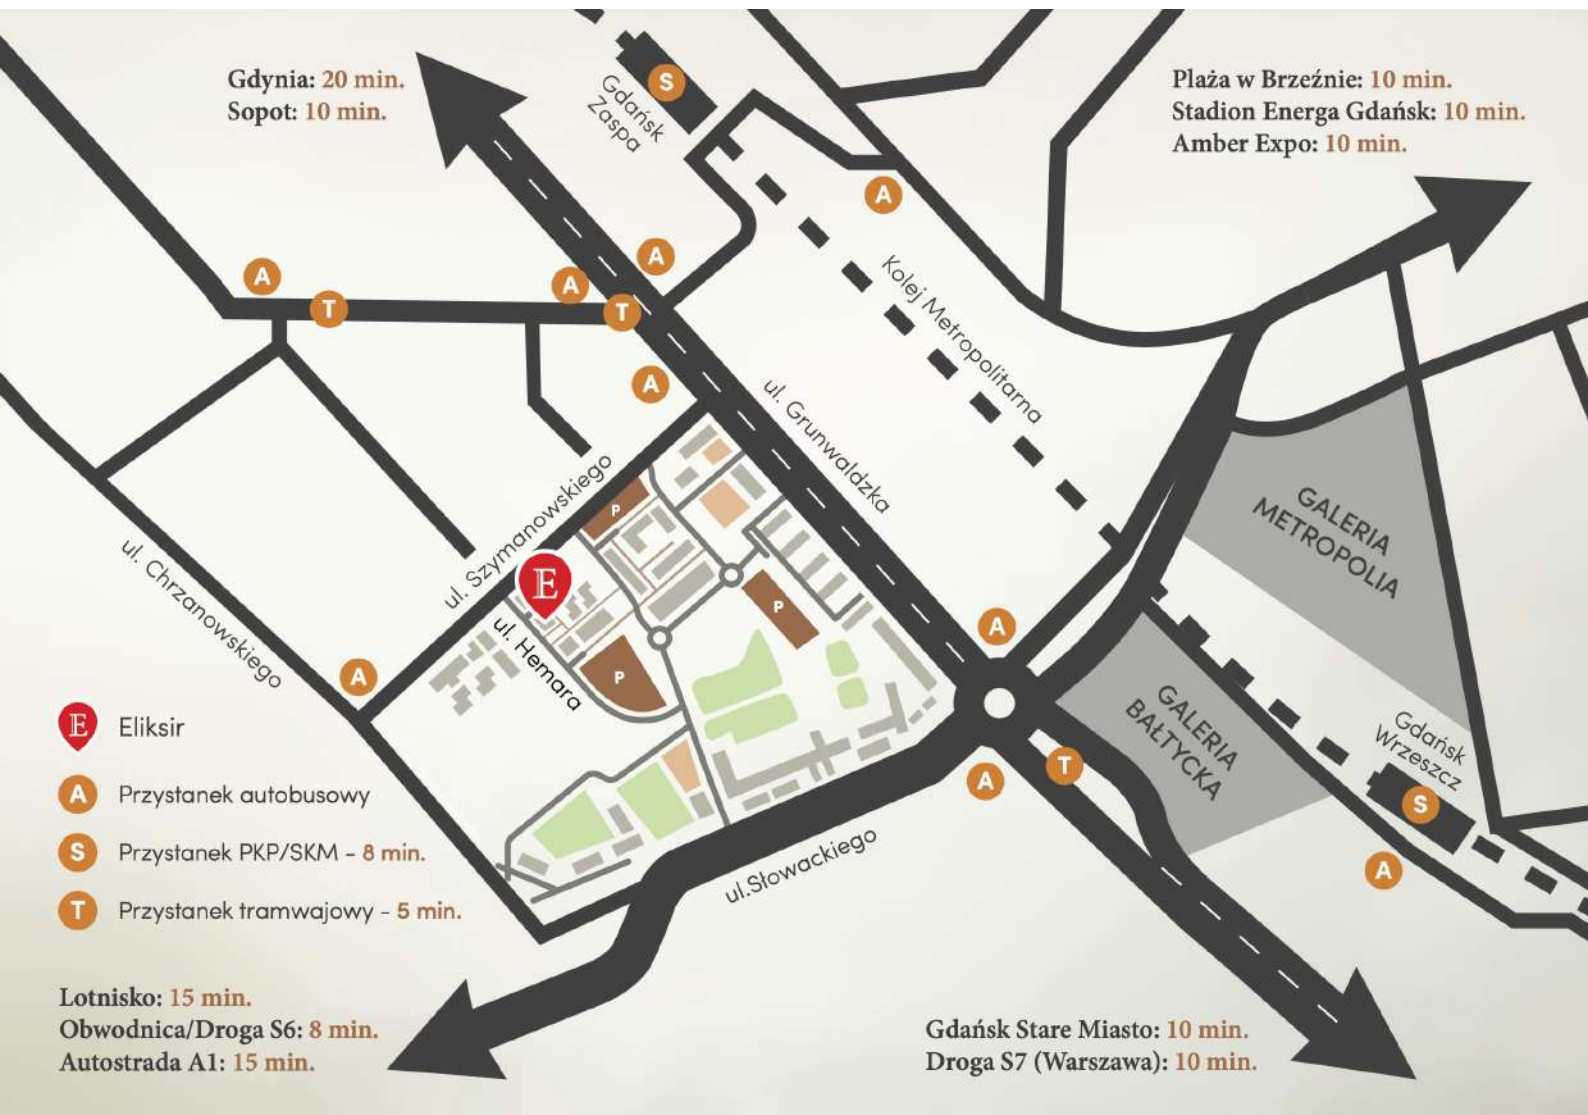 Gdynia: 20 min.
Sopot: 10 min.
S
Gdańsk
Zaspa
Plaża w Brzeźnie: 10 min.
Stadion Energa Gdańsk: 10 min.
Amber Expo: 10 min.
A
A
A
T
A
T
A
Kolej Metropolitarna
ul. Grunwaldzka
ul. Szymanowskiego
ul. Chrzanowskiego
P
E
P
ul. Hemara
P
GALERIA
METROPOLIA
A
A
GALERIA
BAŁTYCKA
Gdańsk
Wrzeszcz
T
A
S
A
ul.Słowackiego
E Eliksir
A Przystanek autobusowy
S Przystanek PKP/SKM - 8 min.
T Przystanek tramwajowy - 5 min.
Lotnisko: 15 min.
Obwodnica/Droga S6: 8 min.
Autostrada A1: 15 min.
Gdańsk Stare Miasto: 10 min.
Droga S7 (Warszawa): 10 min.